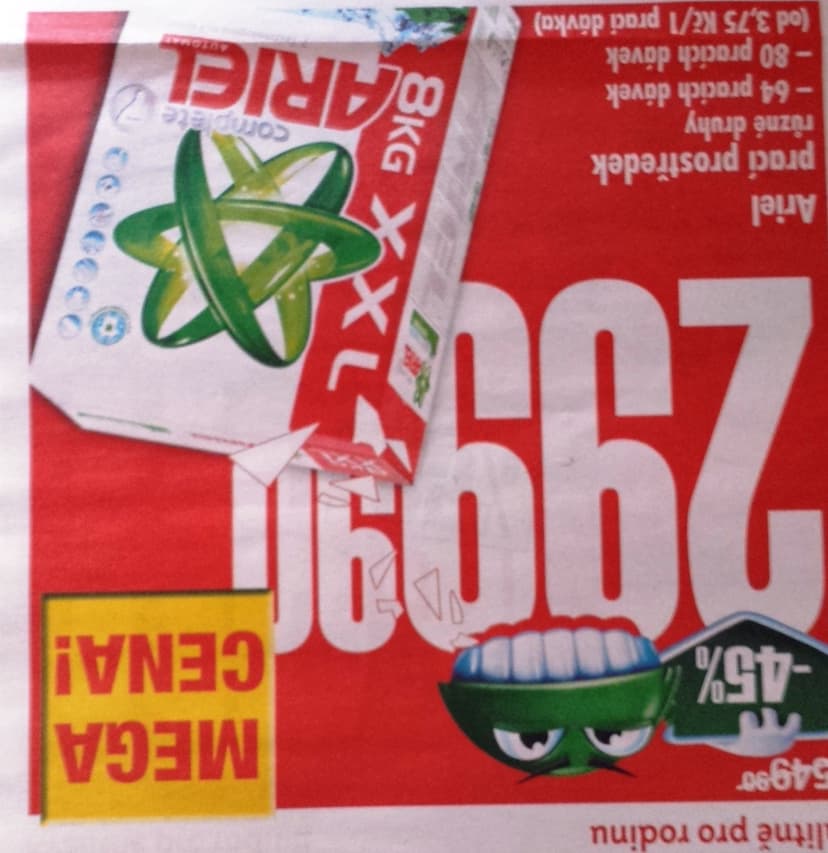 pro rodinu
54990
-45%
MEGA
CENA!
29990
Ariel
prací prostředek
různé druhy
– 64 pracích dávek
– 80 pracích dávek
(od 3,75 Kč/1 prací dávka)
8KG XXL
complete
ARIEL
AUTOMAT